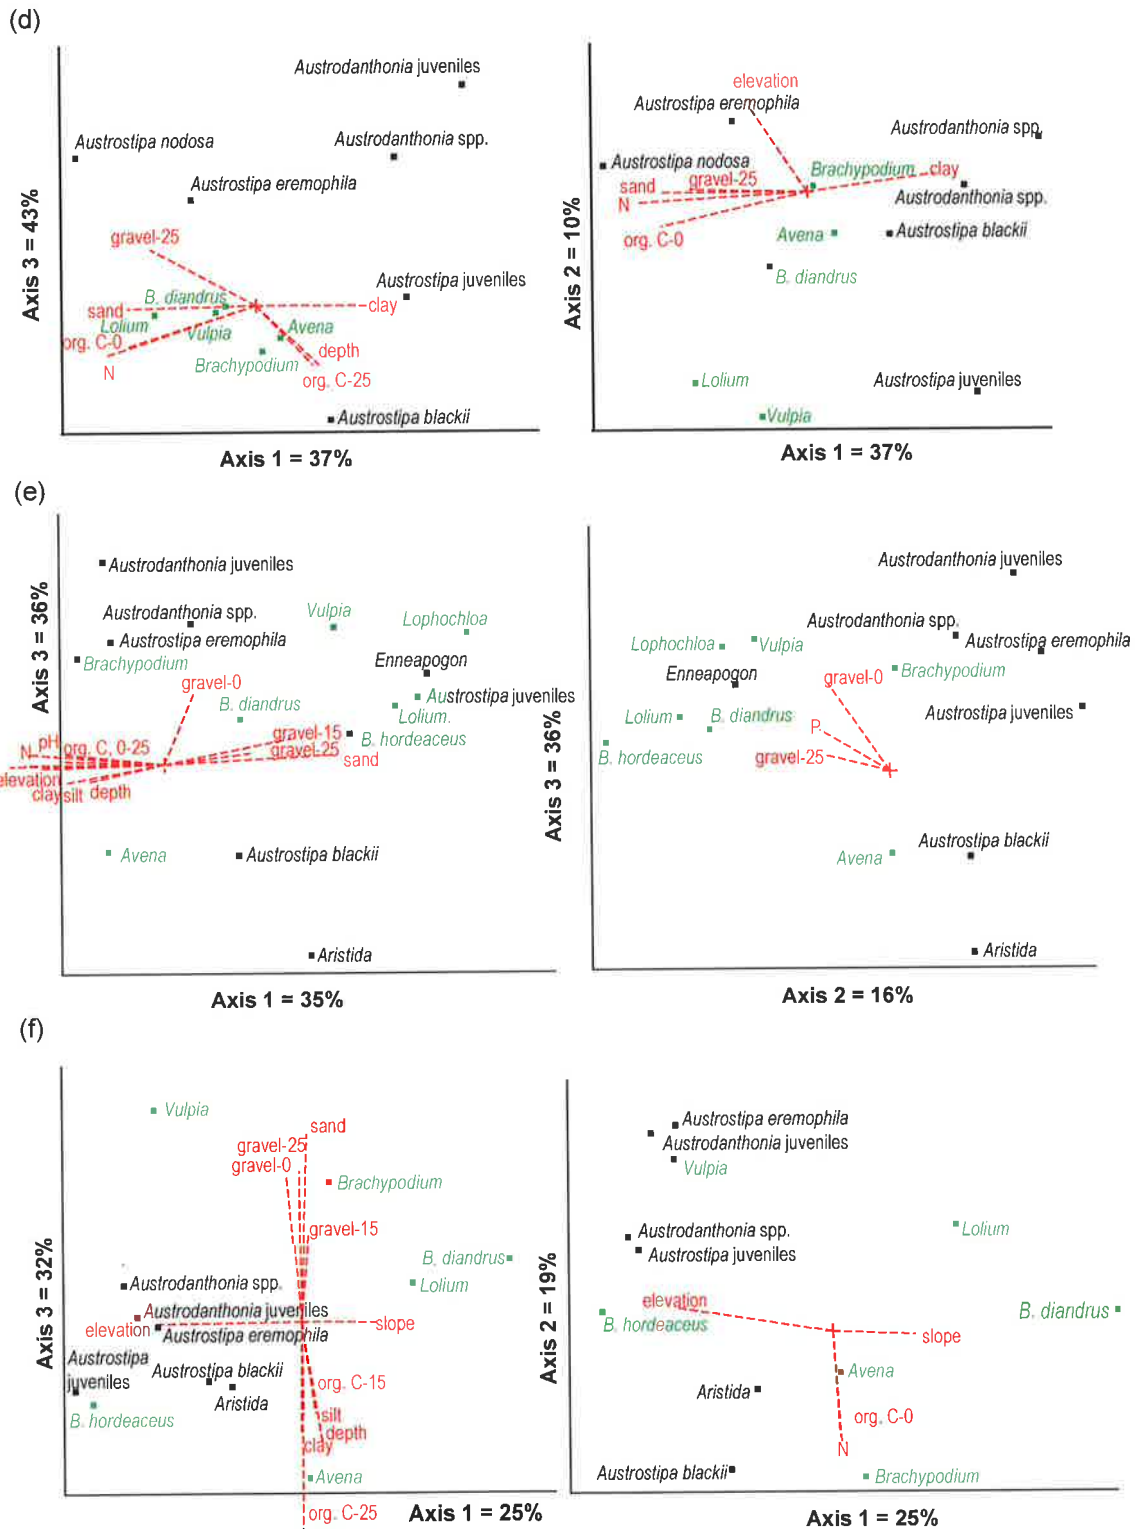 (d)
Austrodanthonia juveniles
Austrostipa nodosa
Austrodanthonia spp.
Austrostipa eremophila
gravel-25
Austrostipa juveniles
B. diandrus
sand
clay
Lolium
Vulpia
Avena
org. C-0
depth
Brachypodium
N
org. C-25
Austrostipa blackii
Axis 3 = 43%
Axis 1 = 37%
elevation
Austrostipa eremophila
Austrodanthonia spp.
Austrostipa nodosa
Brachypodium
clay
sand
gravel-25
Austrodanthonia spp.
N
org. C-0
Avena
Austrostipa blackii
B. diandrus
Lolium
Austrostipa juveniles
Vulpia
Axis 2 = 10%
Axis 1 = 37%
(e)
Austrodanthonia juveniles
Austrodanthonia spp.
Vulpia
Lophochloa
Austrostipa eremophila
Brachypodium
Enneapogon
gravel-0
Austrostipa juveniles
B. diandrus
Lolium.
gravel-15
B. hordeaceus
N
pH
org. C, 0-25
gravel-25
sand
elevation
clay
silt
depth
Avena
Austrostipa blackii
Aristida
Axis 3 = 36%
Axis 1 = 35%
Austrodanthonia juveniles
Austrodanthonia spp.
Lophochloa
Vulpia
Austrostipa eremophila
Enneapogon
gravel-0
Brachypodium
Lolium
B. diandrus
Austrostipa juveniles
P
B. hordeaceus
gravel-25
Austrostipa blackii
Avena
Aristida
Axis 3 = 36%
Axis 2 = 16%
(f)
Vulpia
sand
gravel-25
gravel-0
Brachypodium
gravel-15
B. diandrus
Austrodanthonia spp.
Lolium
Austrodanthonia juveniles
elevation
slope
Austrostipa eremophila
Austrostipa
juveniles
Austrostipa blackii
org. C-15
Aristida
B. hordeaceus
silt
depth
clay
Avena
org. C-25
Axis 3 = 32%
Axis 1 = 25%
Austrostipa eremophila
Austrodanthonia juveniles
Vulpia
Austrodanthonia spp.
Lolium
Austrostipa juveniles
elevation
B. hordeaceus
B. diandrus
slope
Avena
Aristida
org. C-0
N
Austrostipa blackii
Brachypodium
Axis 2 = 19%
Axis 1 = 25%